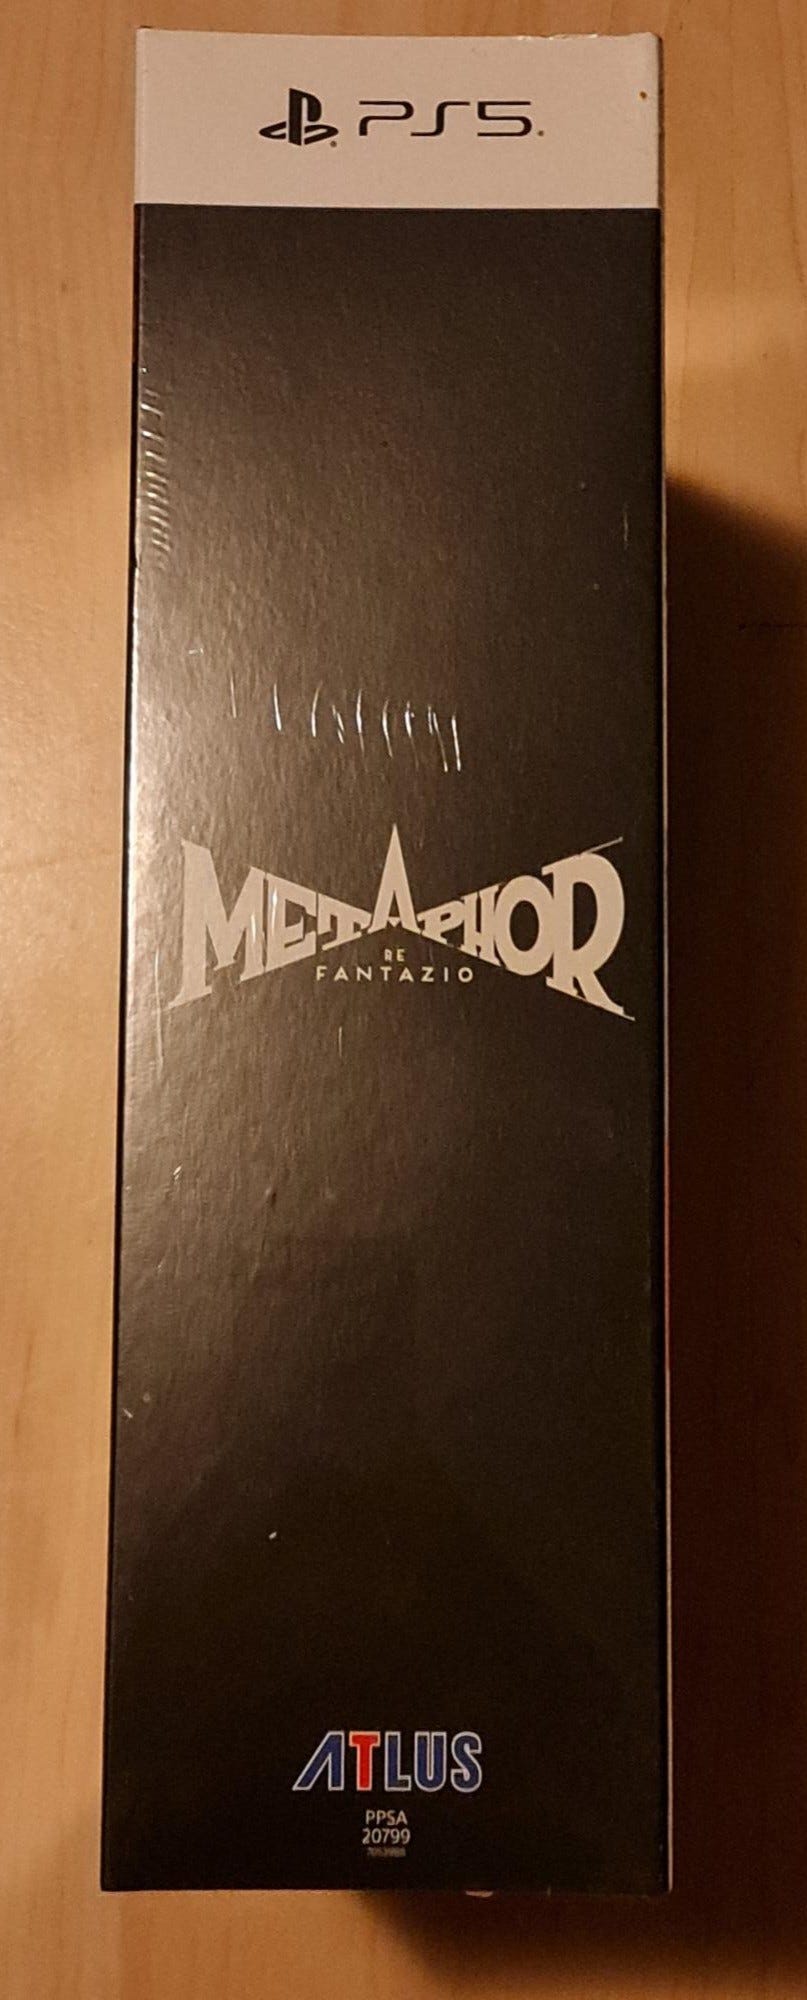 PS5
METAPHOR
RE
FANTAZIO
ATLUS
PPSA
20799